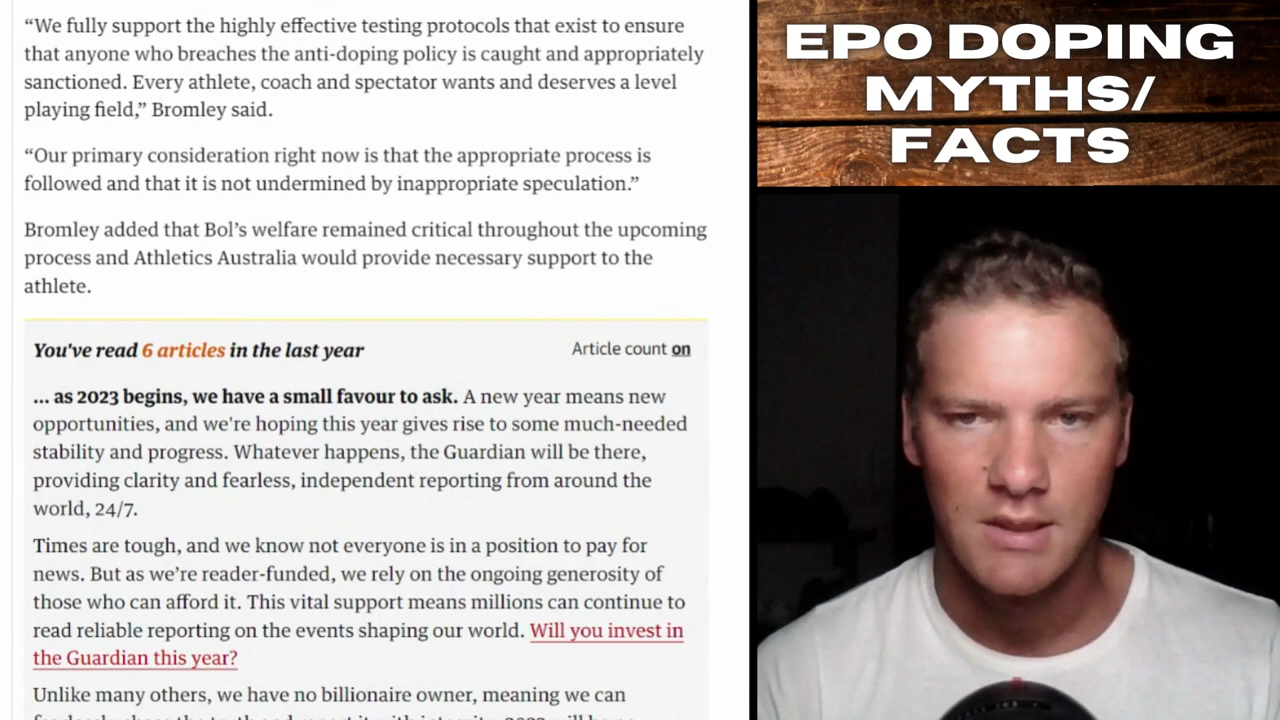 “We fully support the highly effective testing protocols that exist to ensure
that anyone who breaches the anti-doping policy is caught and appropriately
sanctioned. Every athlete, coach and spectator wants and deserves a level
playing field,” Bromley said.
“Our primary consideration right now is that the appropriate process is
followed and that it is not undermined by inappropriate speculation.”
Bromley added that Bol’s welfare remained critical throughout the upcoming
process and Athletics Australia would provide necessary support to the
athlete.
You've read 6 articles in the last year
Article count on
... as 2023 begins, we have a small favour to ask. A new year means new
opportunities, and we're hoping this year gives rise to some much-needed
stability and progress. Whatever happens, the Guardian will be there,
providing clarity and fearless, independent reporting from around the
world, 24/7.
Times are tough, and we know not everyone is in a position to pay for
news. But as we’re reader-funded, we rely on the ongoing generosity of
those who can afford it. This vital support means millions can continue to
read reliable reporting on the events shaping our world. Will you invest in
the Guardian this year?
Unlike many others, we have no billionaire owner, meaning we can
EPO DOPING
MYTHS/
FACTS